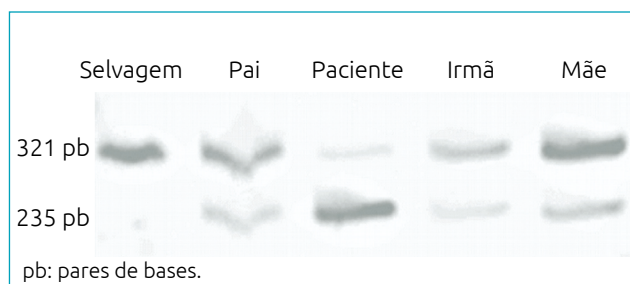 Selvagem Pai Paciente Irmã Mãe
321 pb
235 pb
pb: pares de bases.